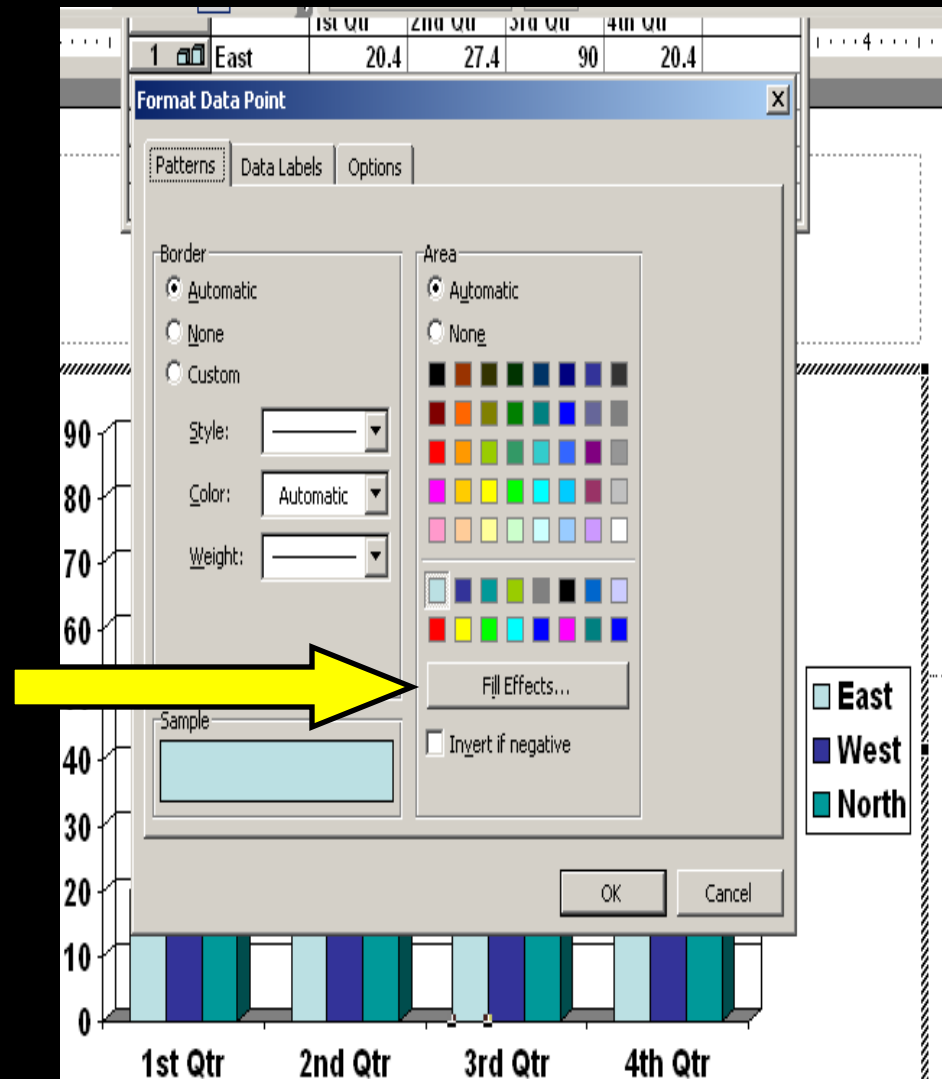 1st Qtr 2nd Qtr 3rd Qtr 4th Qtr
4
1 East 20.4 27.4 90 20.4
Format Data Point X
Patterns Data Labels Options
Border Area
Automatic Automatic
None None
Custom
Style:
Color: Automatic
Weight:
Fill Effects...
Sample
Invert if negative
OK Cancel
90
80
70
60
40
30
20
10
0
1st Qtr 2nd Qtr 3rd Qtr 4th Qtr
East
West
North